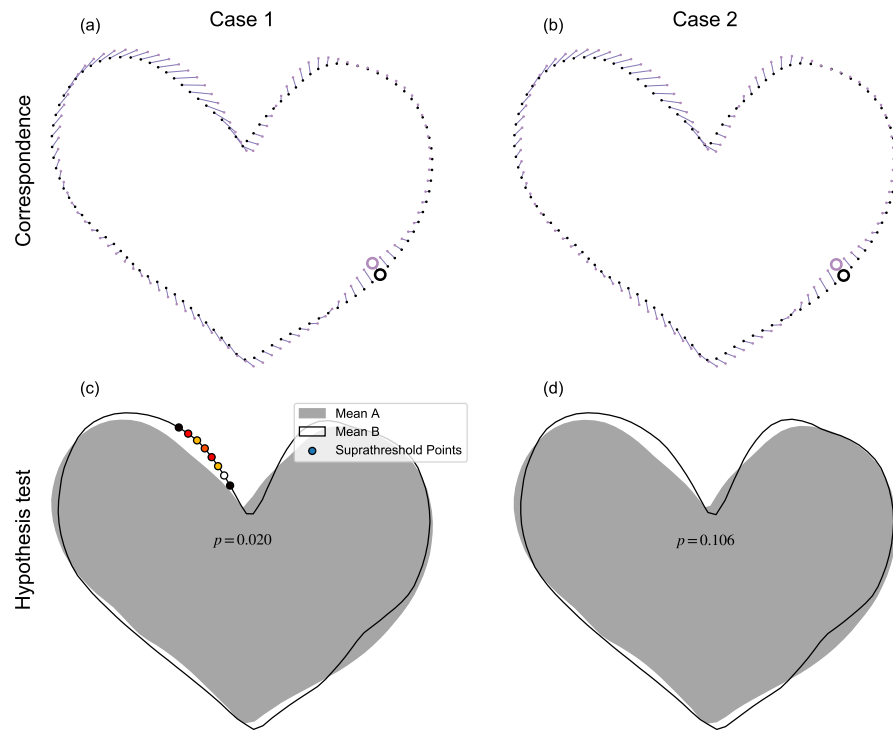 Case 1
Case 2
(a)
(b)
Correspondence
(c)
(d)
Mean A
Mean B
Suprathreshold Points
Hypothesis test
p = 0.020
p = 0.106